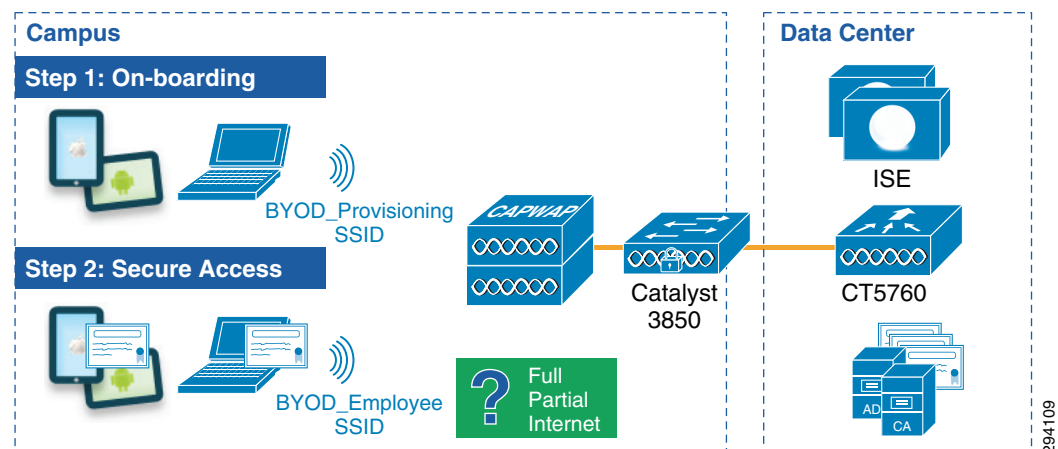 Campus
Step 1: On-boarding
BYOD_Provisioning
SSID
Step 2: Secure Access
BYOD_Employee
SSID
CAPWAP
Catalyst
3850
?
Full
Partial
Internet
Data Center
ISE
CT5760
AD
CA
294109